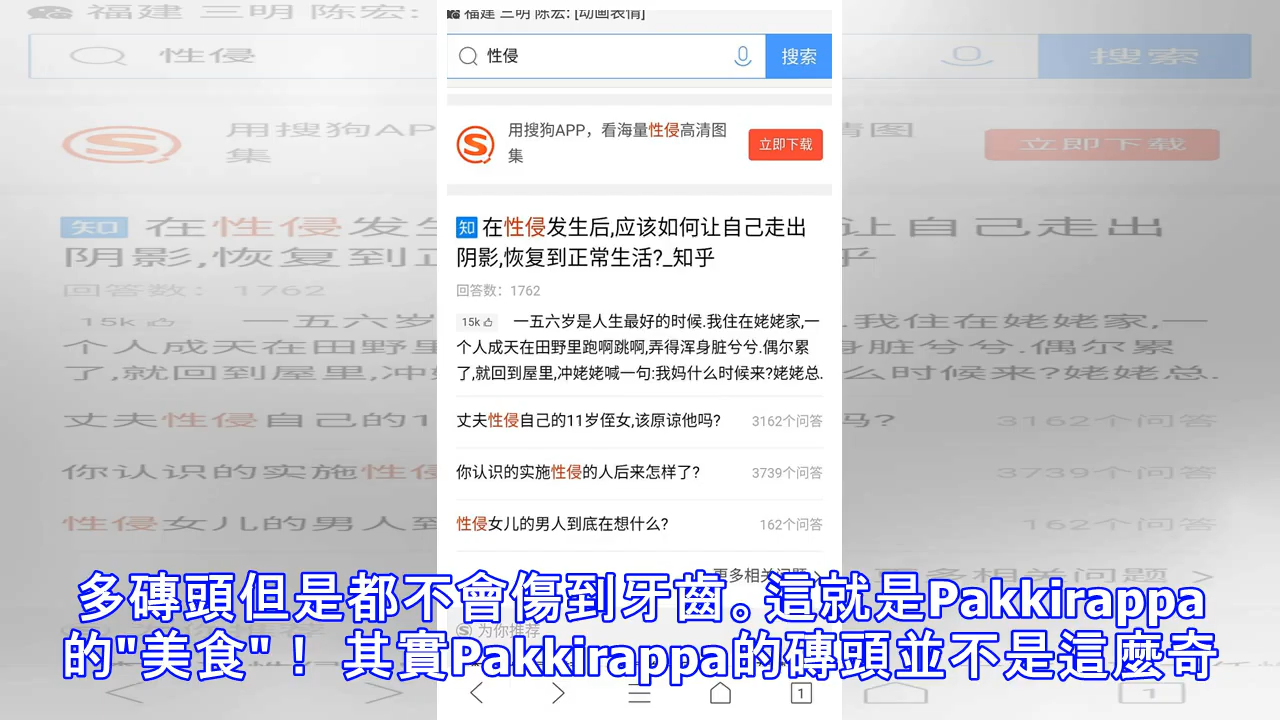 福建 三明 陈宏: [动画表情]
性侵
搜索
用搜狗APP，看海量性侵高清图
集
立即下载
知 在性侵发生后,应该如何让自己走出
阴影,恢复到正常生活?_知乎
回答数：1762
15k 一五六岁是人生最好的时候.我住在姥姥家,一
个人成天在田野里跑啊跳啊,弄得浑身脏兮兮.偶尔累
了,就回到屋里,冲姥姥喊一句:我妈什么时候来?姥姥总.
丈夫性侵自己的11岁侄女,该原谅他吗? 3162个问答
你认识的实施性侵的人后来怎样了? 3739个问答
性侵女儿的男人到底在想什么? 162个问答
更多相关问题
多磚頭但是都不會傷到牙齒。這就是Pakkirappa
为你推荐
的"美食"！ 其實Pakkirappa的磚頭並不是這麼奇
1